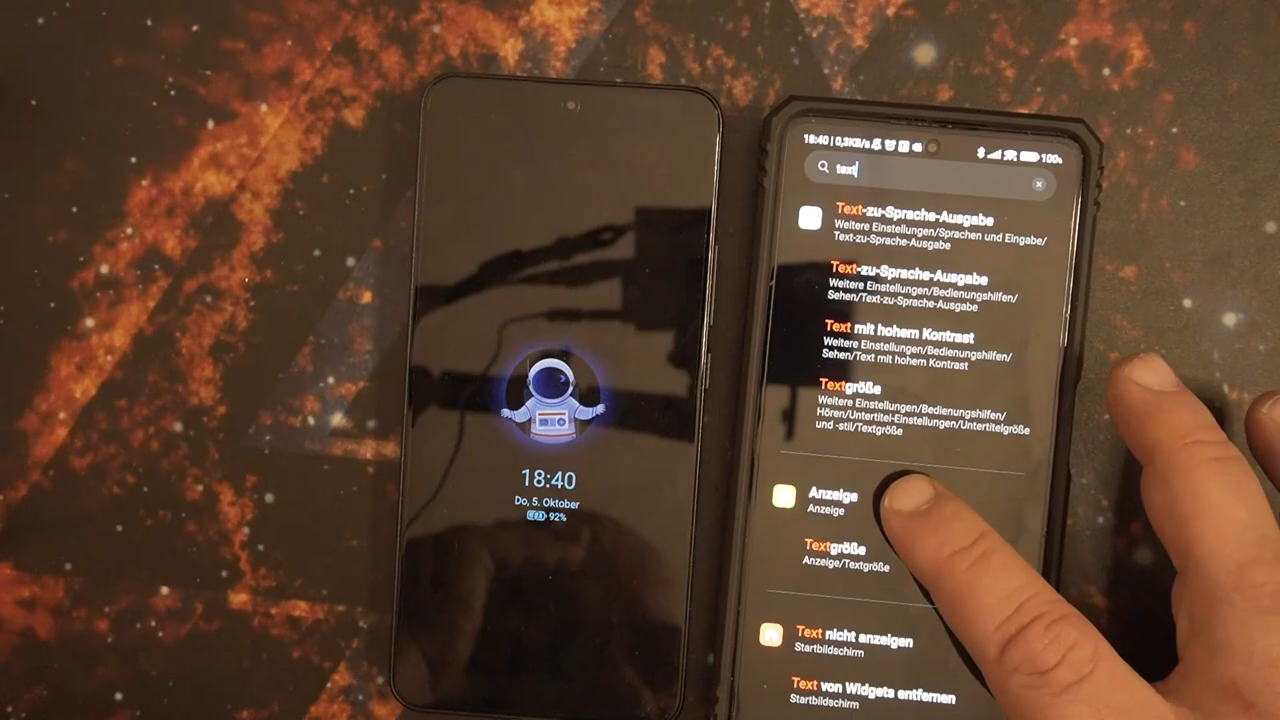 18:40
Do, 5. Oktober
92%
18:40 | 0,3KB/s
100%
text
Text-zu-Sprache-Ausgabe
Weitere Einstellungen/Sprachen und Eingabe/
Text-zu-Sprache-Ausgabe
Text-zu-Sprache-Ausgabe
Weitere Einstellungen/Bedienungshilfen/
Sehen/Text-zu-Sprache-Ausgabe
Text mit hohem Kontrast
Weitere Einstellungen/Bedienungshilfen/
Sehen/Text mit hohem Kontrast
Textgröße
Weitere Einstellungen/Bedienungshilfen/
Hören/Untertitel-Einstellungen/Untertitelgröße
und -stil/Textgröße
Anzeige
Anzeige
Textgröße
Anzeige/Textgröße
Text nicht anzeigen
Startbildschirm
Text von Widgets entfernen
Startbildschirm